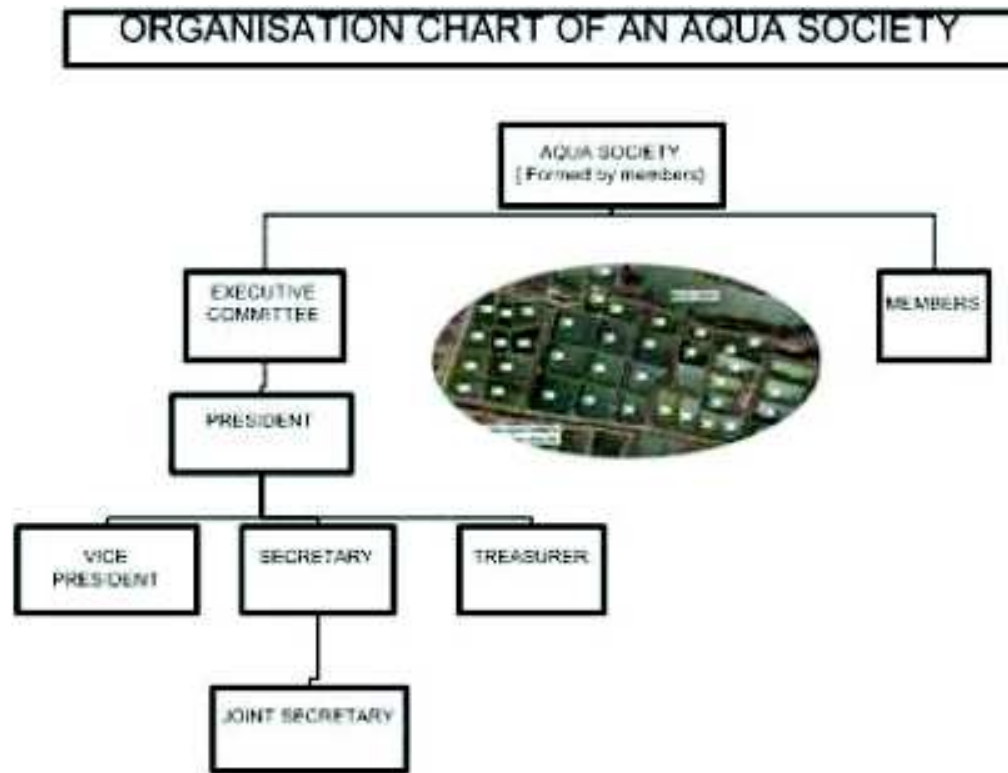 ORGANISATION CHART OF AN AQUA SOCIETY
AQUA SOCIETY
( Formed by members)
EXECUTIVE
COMMITTEE
MEMBERS
PRESIDENT
VICE
PRESIDENT
SECRETARY
TREASURER
JOINT SECRETARY